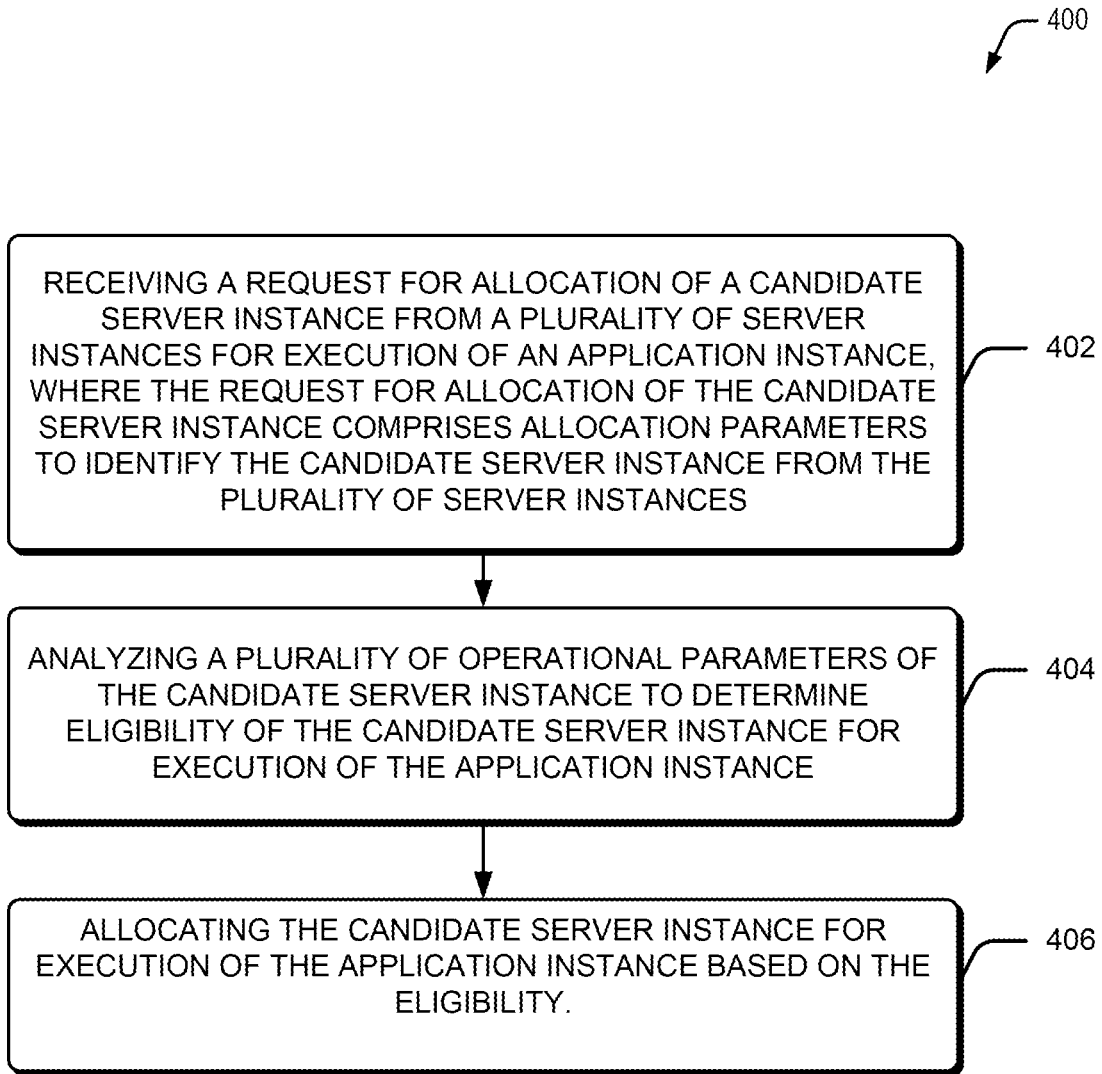 400
RECEIVING A REQUEST FOR ALLOCATION OF A CANDIDATE
SERVER INSTANCE FROM A PLURALITY OF SERVER
INSTANCES FOR EXECUTION OF AN APPLICATION INSTANCE,
WHERE THE REQUEST FOR ALLOCATION OF THE CANDIDATE
SERVER INSTANCE COMPRISES ALLOCATION PARAMETERS
TO IDENTIFY THE CANDIDATE SERVER INSTANCE FROM THE
PLURALITY OF SERVER INSTANCES
402
ANALYZING A PLURALITY OF OPERATIONAL PARAMETERS OF
THE CANDIDATE SERVER INSTANCE TO DETERMINE
ELIGIBILITY OF THE CANDIDATE SERVER INSTANCE FOR
EXECUTION OF THE APPLICATION INSTANCE
404
ALLOCATING THE CANDIDATE SERVER INSTANCE FOR
EXECUTION OF THE APPLICATION INSTANCE BASED ON THE
ELIGIBILITY.
406